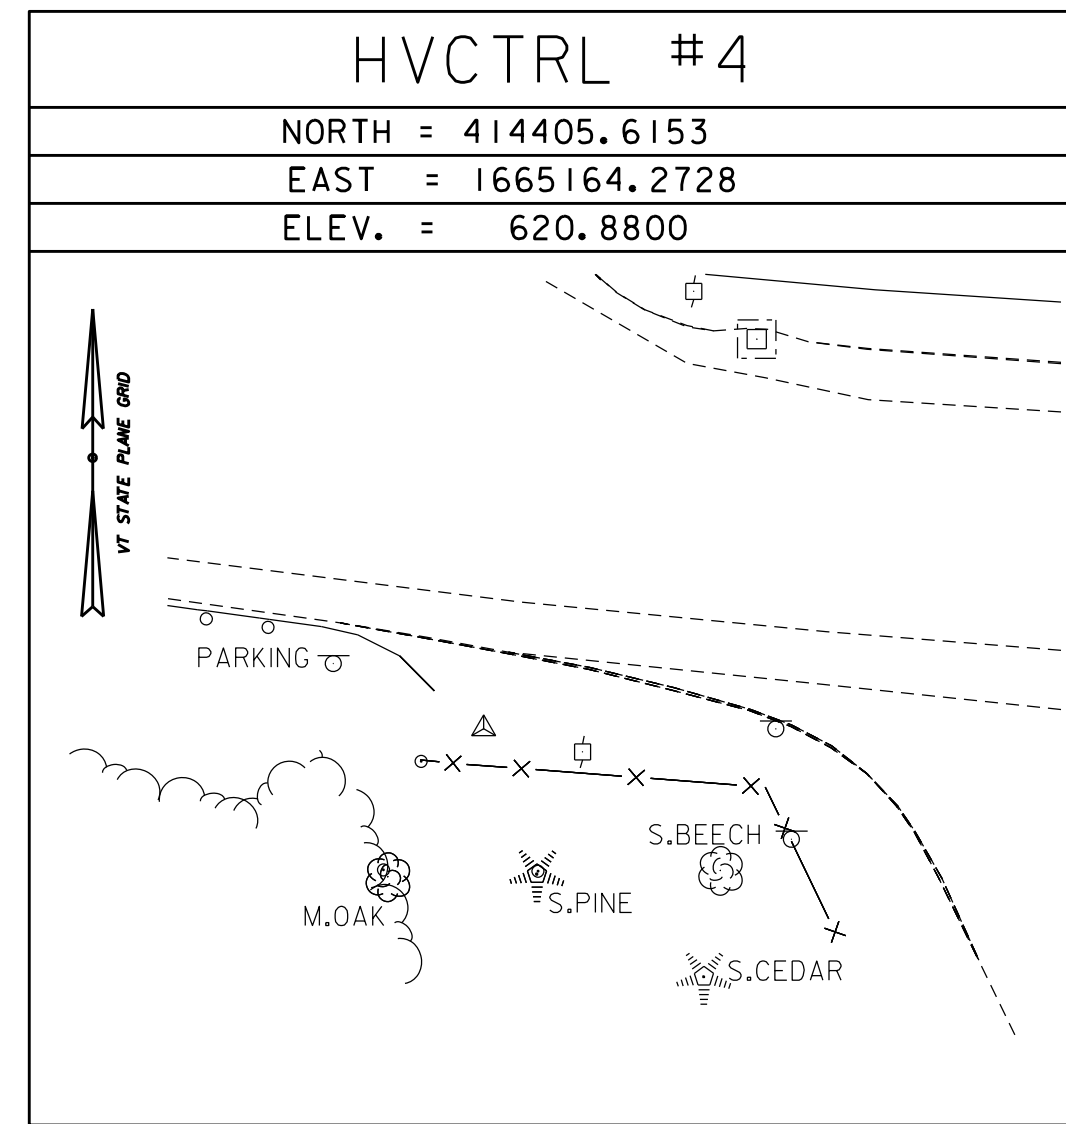 HVCTRL #4
NORTH = 414405.6153
EAST = 1665164.2728
ELEV. = 620.8800
VT STATE PLANE GRID
PARKING
S.BEECH
M.OAK
S.PINE
S.CEDAR